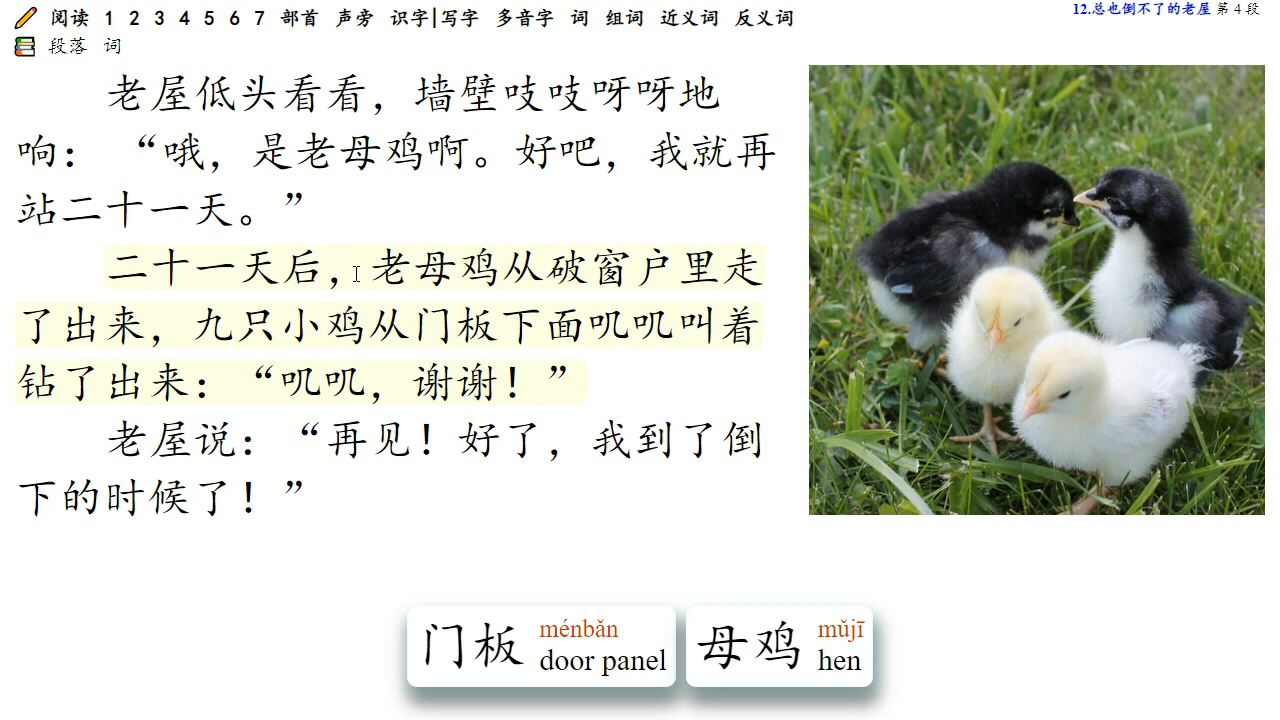 阅读 1 2 3 4 5 6 7 部首 声旁 识字|写字 多音字 词 组词 近义词 反义词
12.总也倒不了的老屋 第 4 段
段落 词
老屋低头看看，墙壁吱吱呀呀地
响： “哦，是老母鸡啊。好吧，我就再
站二十一天。”
二十一天后，老母鸡从破窗户里走
了出来，九只小鸡从门板下面叽叽叫着
钻了出来：“叽叽，谢谢！”
老屋说：“再见！好了，我到了倒
下的时候了！”
门板 ménbǎn
door panel
母鸡 mǔjī
hen